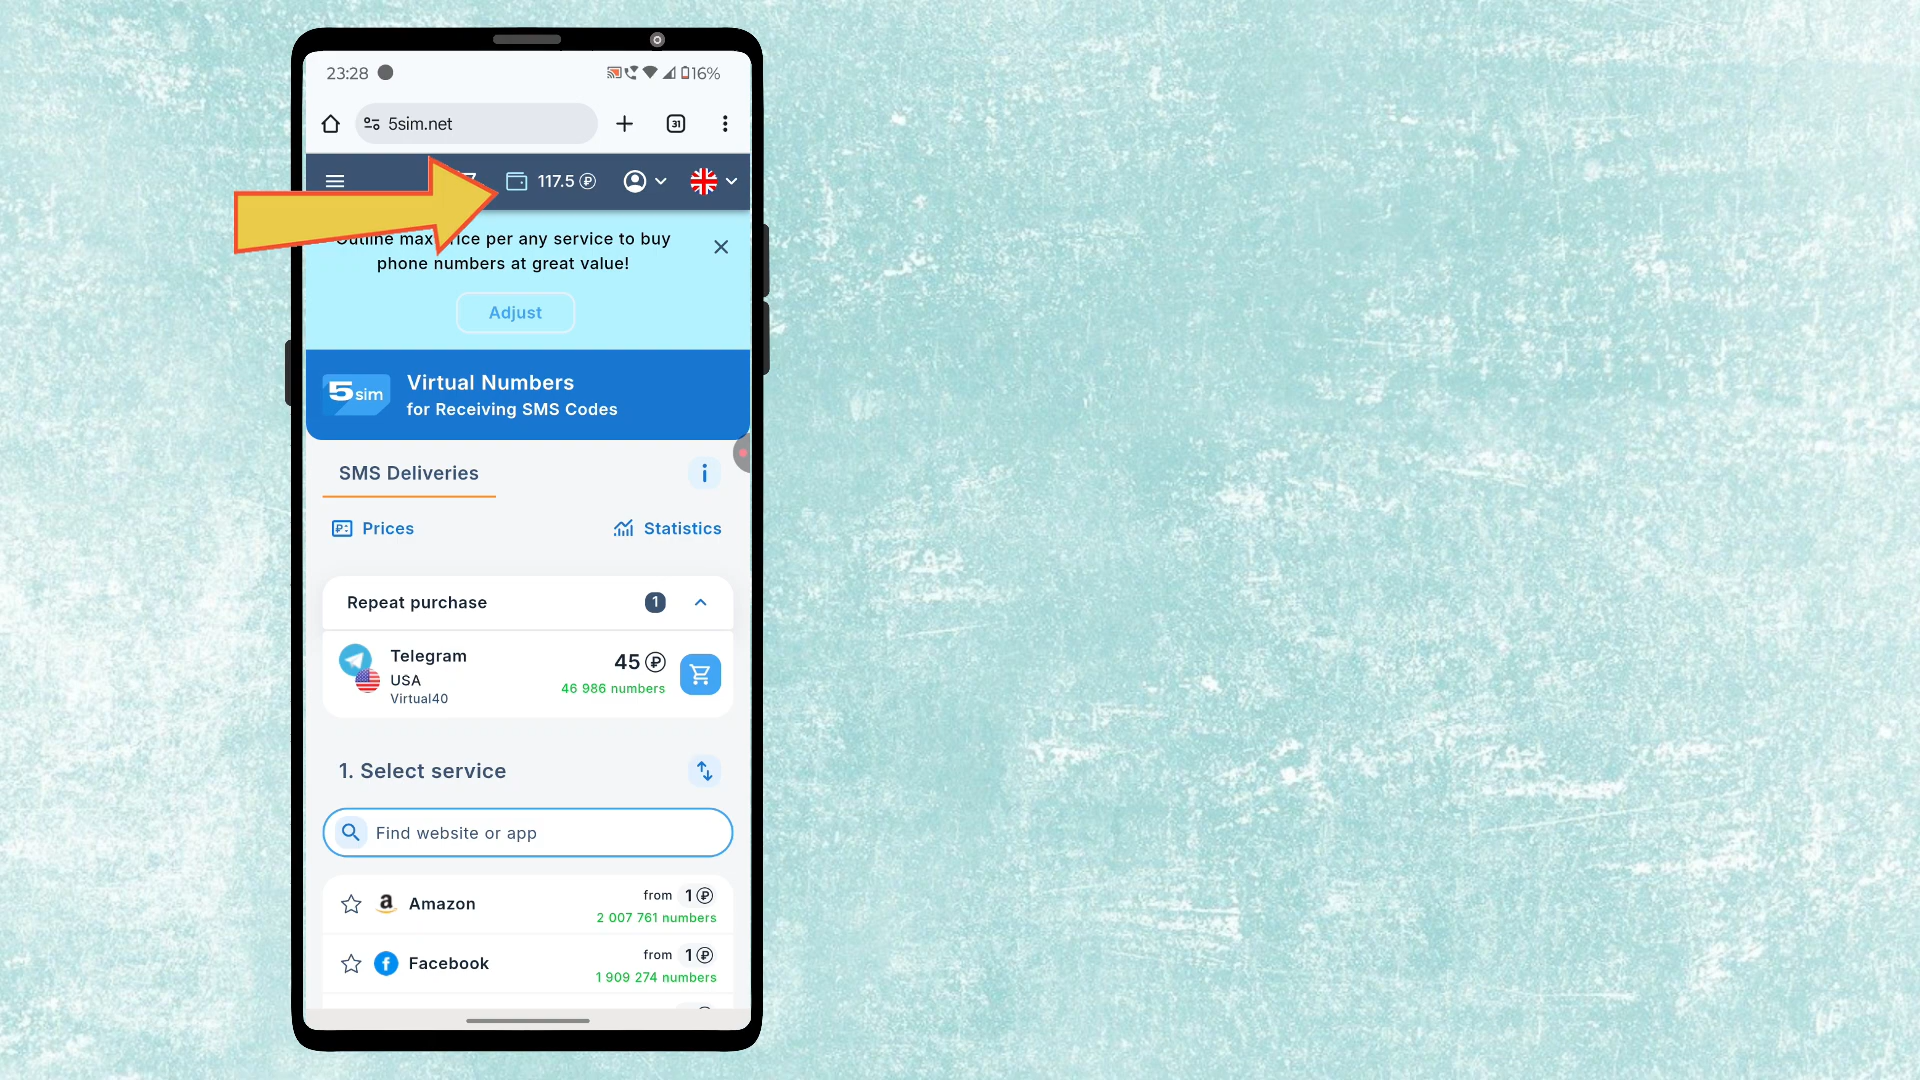 23:28
16%
5sim.net
31
117.5 ₽
Outline max price per any service to buy
phone numbers at great value!
Adjust
5sim
Virtual Numbers
for Receiving SMS Codes
SMS Deliveries
i
Prices
Statistics
Repeat purchase
1
Telegram
45 ₽
USA
46 986 numbers
Virtual40
1. Select service
Find website or app
Amazon
from 1 ₽
2 007 761 numbers
Facebook
from 1 ₽
1 909 274 numbers